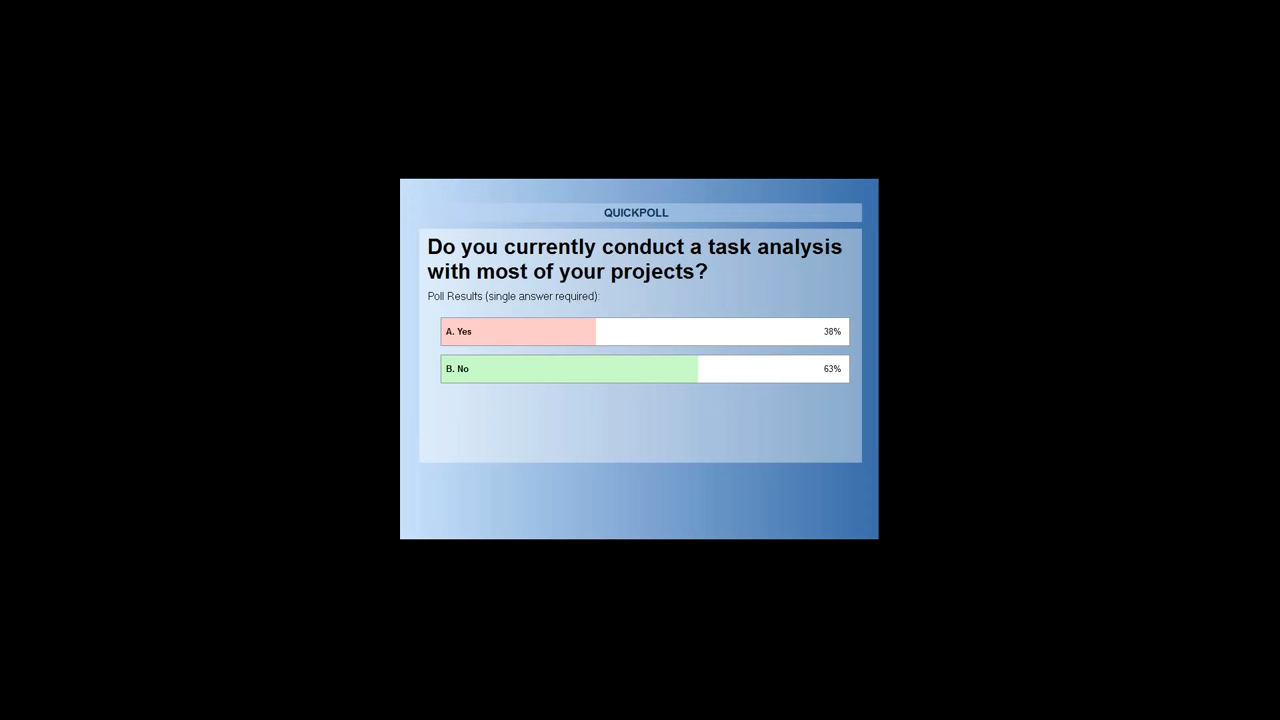 QUICKPOLL
Do you currently conduct a task analysis
with most of your projects?
Poll Results (single answer required):
A. Yes 38%
B. No 63%